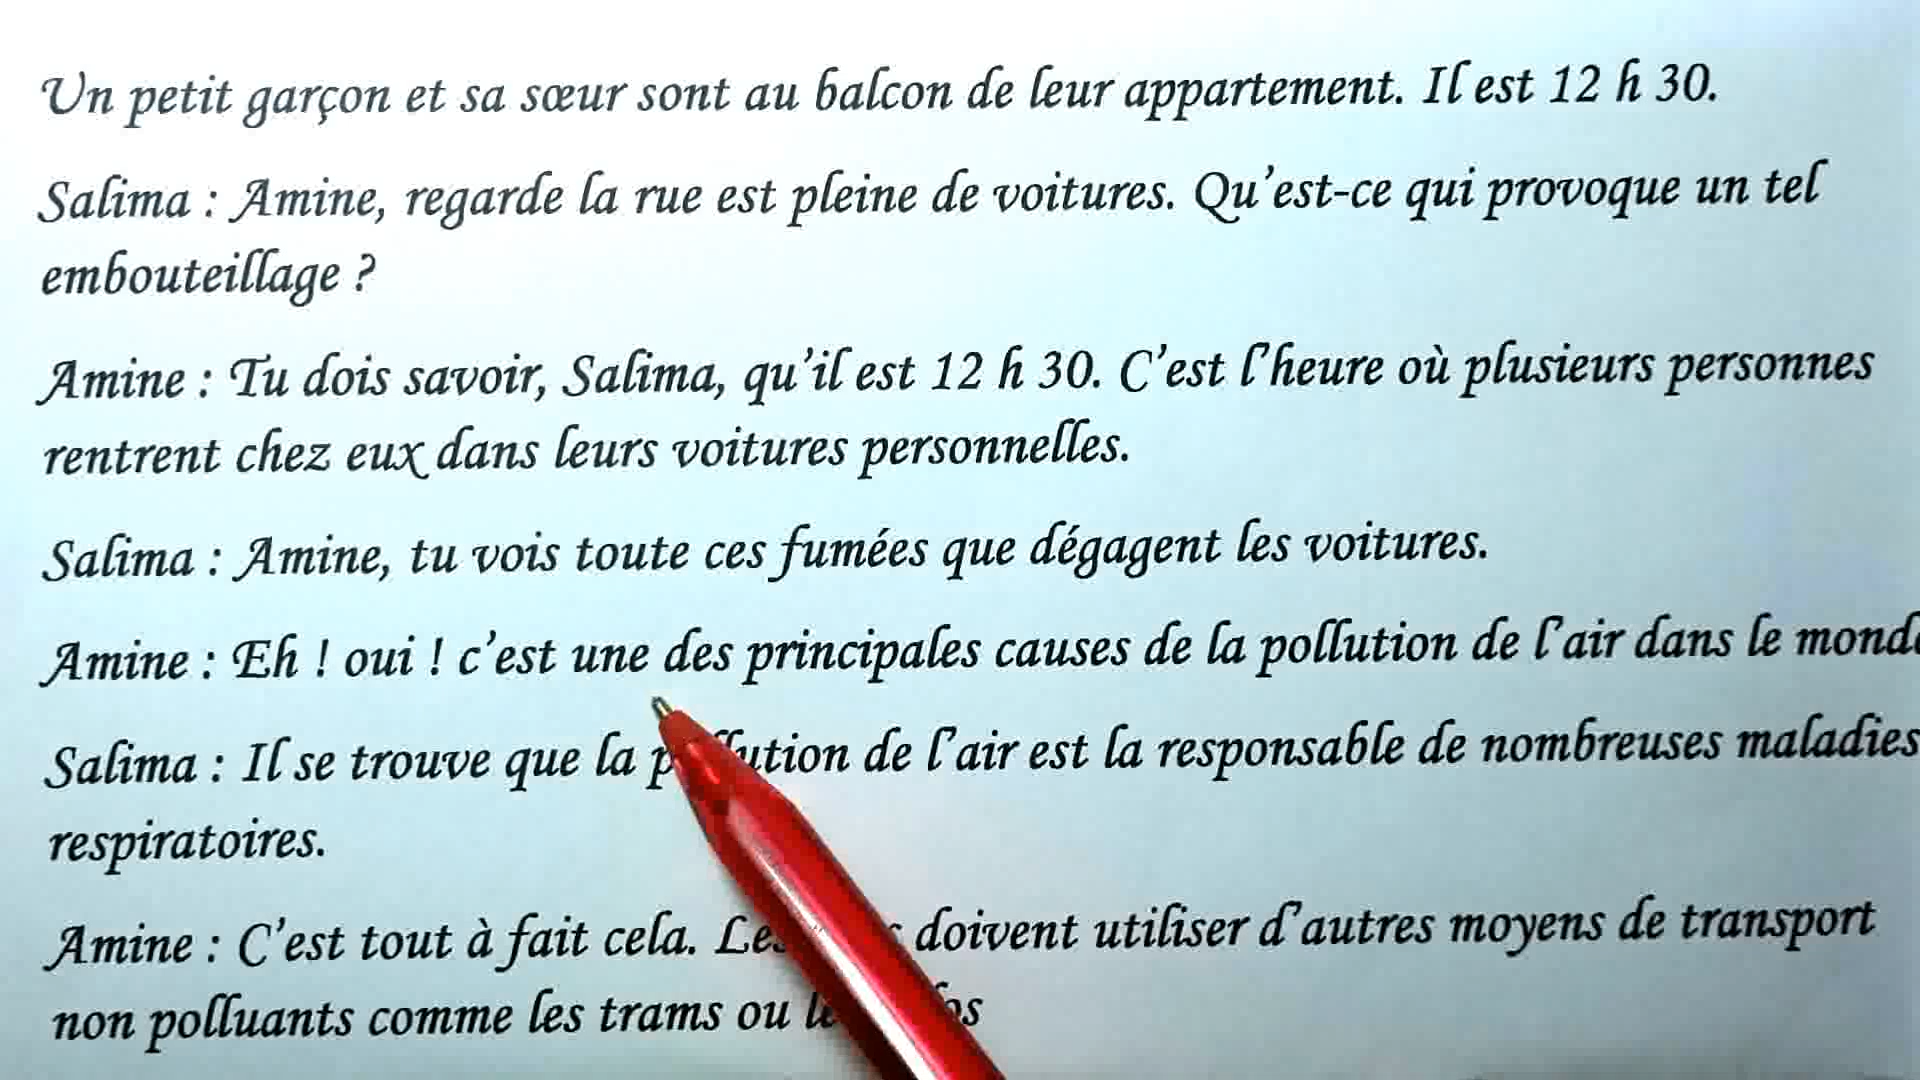 Un petit garçon et sa sœur sont au balcon de leur appartement. Il est 12 h 30.
Salima : Amine, regarde la rue est pleine de voitures. Qu'est-ce qui provoque un tel
embouteillage ?
Amine : Tu dois savoir, Salima, qu'il est 12 h 30. C'est l'heure où plusieurs personnes
rentrent chez eux dans leurs voitures personnelles.
Salima : Amine, tu vois toute ces fumées que dégagent les voitures.
Amine : Eh ! oui ! c'est une des principales causes de la pollution de l'air dans le
Salima : Il se trouve que la pollution de l'air est la responsable de nombreuses maladies
respiratoires.
Amine : C'est tout à fait cela. doivent utiliser d'autres moyens de transport
non polluants comme les trams ou